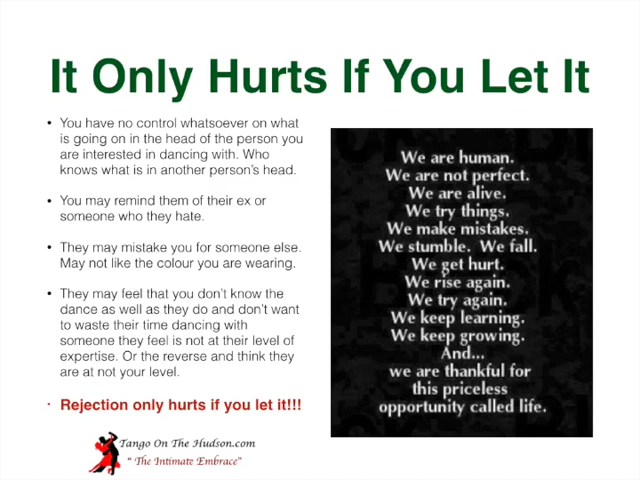 It Only Hurts If You Let It
• You have no control whatsoever on what
is going on in the head of the person you
are interested in dancing with. Who
knows what is in another person's head.
• You may remind them of their ex or
someone who they hate.
• They may mistake you for someone else.
May not like the colour you are wearing.
• They may feel that you don't know the
dance as well as they do and don't want
to waste their time dancing with
someone they feel is not at their level of
expertise. Or the reverse and think they
are at not your level.
• Rejection only hurts if you let it!!!
We are human.
We are not perfect.
We are alive.
We try things.
We make mistakes.
We stumble. We fall.
We get hurt.
We rise again.
We try again.
We keep learning.
We keep growing.
And...
we are thankful for
this priceless
opportunity called life.
Tango On The Hudson.com
" The Intimate Embrace"